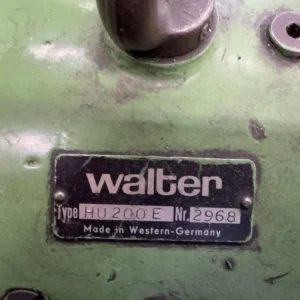 walter
Type HU200E Nr. 2968
Made in Western-Germany